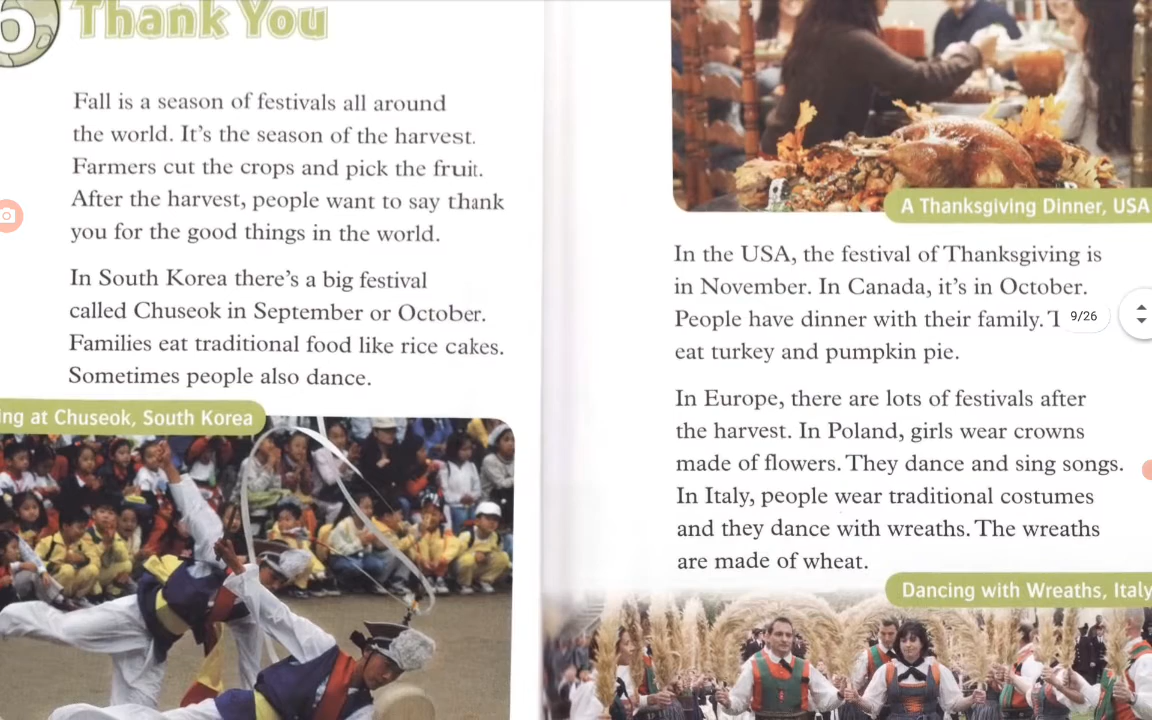 6
Thank You
Fall is a season of festivals all around
the world. It's the season of the harvest.
Farmers cut the crops and pick the fruit.
After the harvest, people want to say thank
you for the good things in the world.
In South Korea there's a big festival
called Chuseok in September or October.
Families eat traditional food like rice cakes.
Sometimes people also dance.
ing at Chuseok, South Korea
A Thanksgiving Dinner, USA
In the USA, the festival of Thanksgiving is
in November. In Canada, it's in October.
People have dinner with their family. T
9/26
eat turkey and pumpkin pie.
In Europe, there are lots of festivals after
the harvest. In Poland, girls wear crowns
made of flowers. They dance and sing songs.
In Italy, people wear traditional costumes
and they dance with wreaths. The wreaths
are made of wheat.
Dancing with Wreaths, Italy